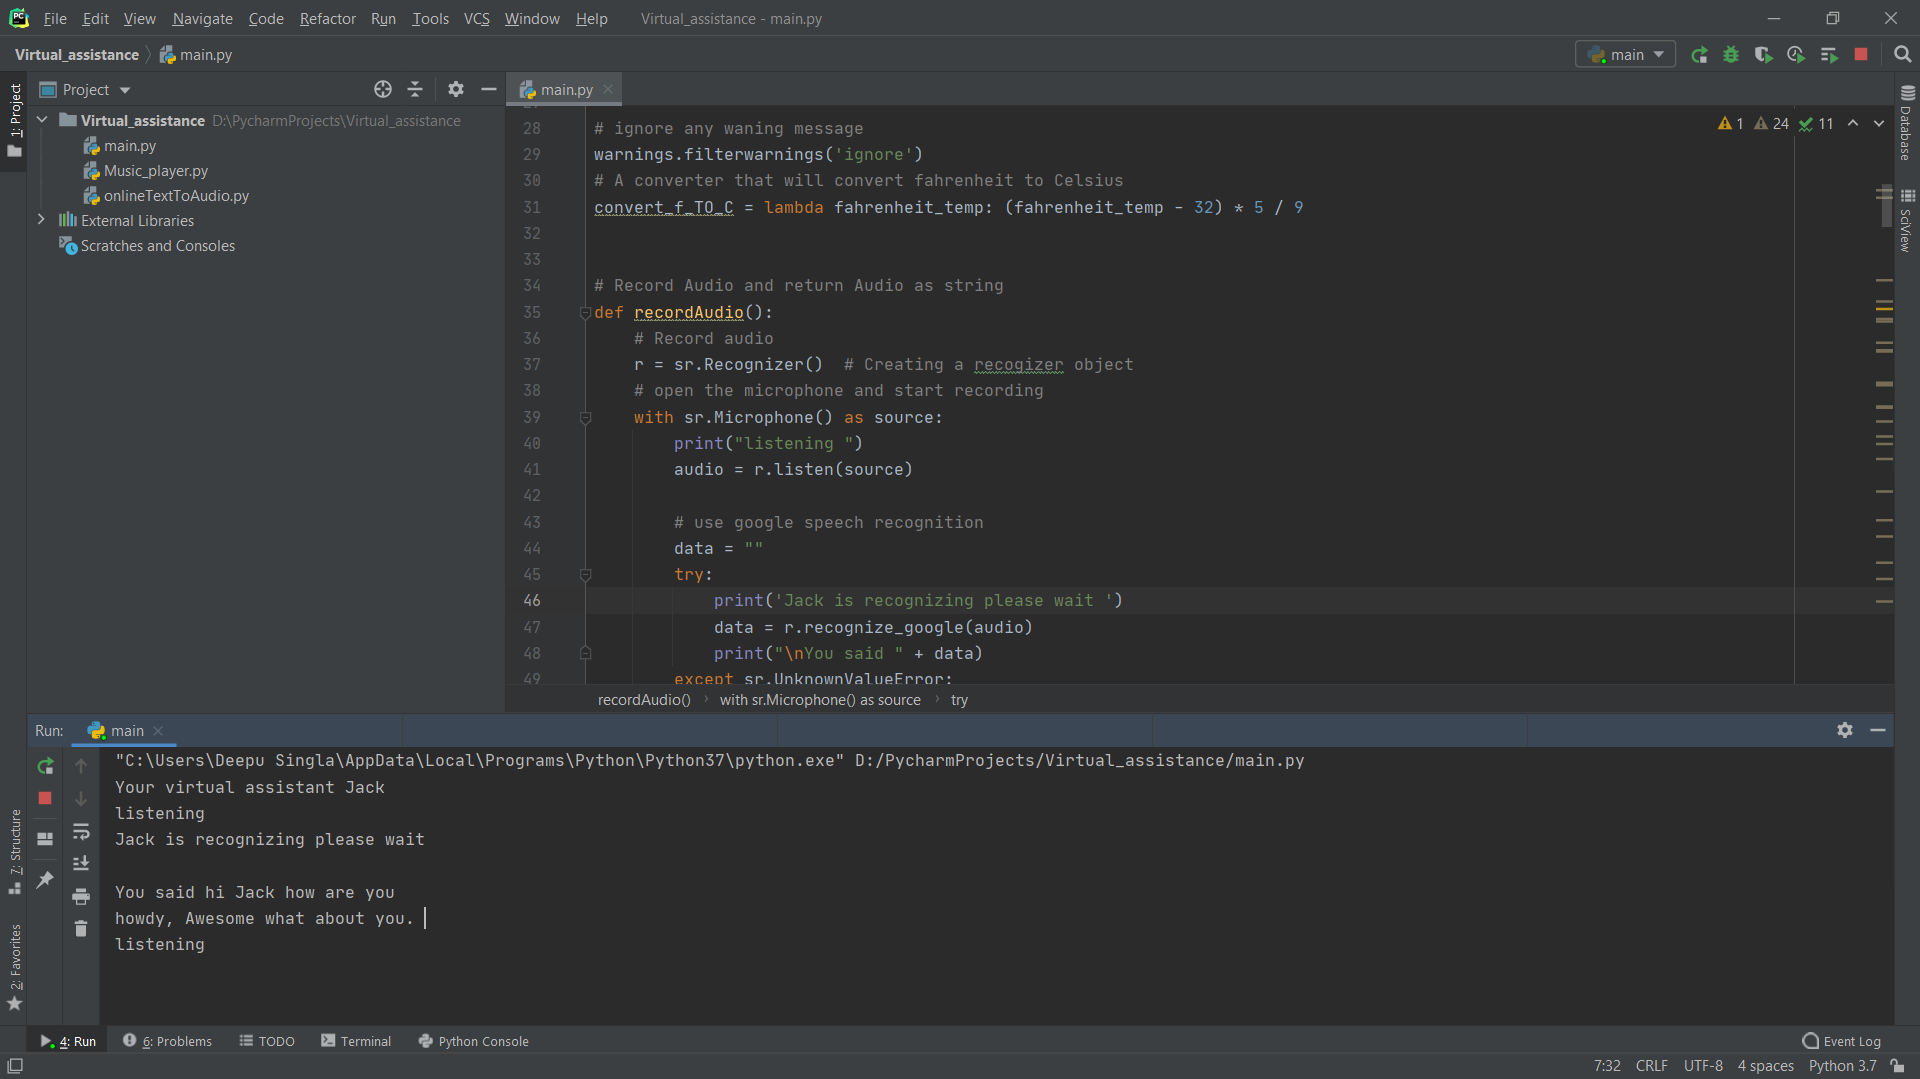 File Edit View Navigate Code Refactor Run Tools VCS Window Help Virtual_assistance - main.py
Virtual_assistance main.py main
1: Project
Project
main.py
Virtual_assistance D:\PycharmProjects\Virtual_assistance
main.py
Music_player.py
onlineTextToAudio.py
External Libraries
Scratches and Consoles
1 24 11
28 # ignore any waning message
29 warnings.filterwarnings('ignore')
30 # A converter that will convert fahrenheit to Celsius
31 convert_f_TO_C = lambda fahrenheit_temp: (fahrenheit_temp - 32) * 5 / 9
32
33
34 # Record Audio and return Audio as string
35 def recordAudio():
36 # Record audio
37 r = sr.Recognizer()  # Creating a recogizer object
38 # open the microphone and start recording
39 with sr.Microphone() as source:
40 print("listening ")
41 audio = r.listen(source)
42
43 # use google speech recognition
44 data = ""
45 try:
46 print('Jack is recognizing please wait ')
47 data = r.recognize_google(audio)
48 print("\nYou said " + data)
49 except sr.UnknownValueError:
recordAudio() with sr.Microphone() as source try
Database
SciView
Run: main
"C:\Users\Deepu Singla\AppData\Local\Programs\Python\Python37\python.exe" D:/PycharmProjects/Virtual_assistance/main.py
Your virtual assistant Jack
listening
Jack is recognizing please wait
You said hi Jack how are you
howdy, Awesome what about you.
listening
7: Structure
2: Favorites
4: Run 6: Problems TODO Terminal Python Console Event Log
7:32 CRLF UTF-8 4 spaces Python 3.7